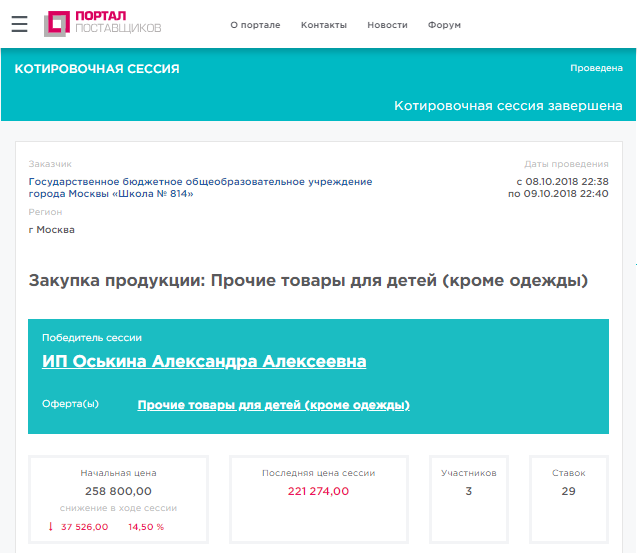 ПОРТАЛ
ПОСТАВЩИКОВ
О портале Контакты Новости Форум
КОТИРОВОЧНАЯ СЕССИЯ
Проведена
Котировочная сессия завершена
Заказчик
Даты проведения
Государственное бюджетное общеобразовательное учреждение
города Москвы «Школа № 814»
с 08.10.2018 22:38
по 09.10.2018 22:40
Регион
г Москва
Закупка продукции: Прочие товары для детей (кроме одежды)
Победитель сессии
ИП Оськина Александра Алексеевна
Оферта(ы) Прочие товары для детей (кроме одежды)
Начальная цена
258 800,00
снижение в ходе сессии
↓ 37 526,00 14,50 %
Последняя цена сессии
221 274,00
Участников
3
Ставок
29